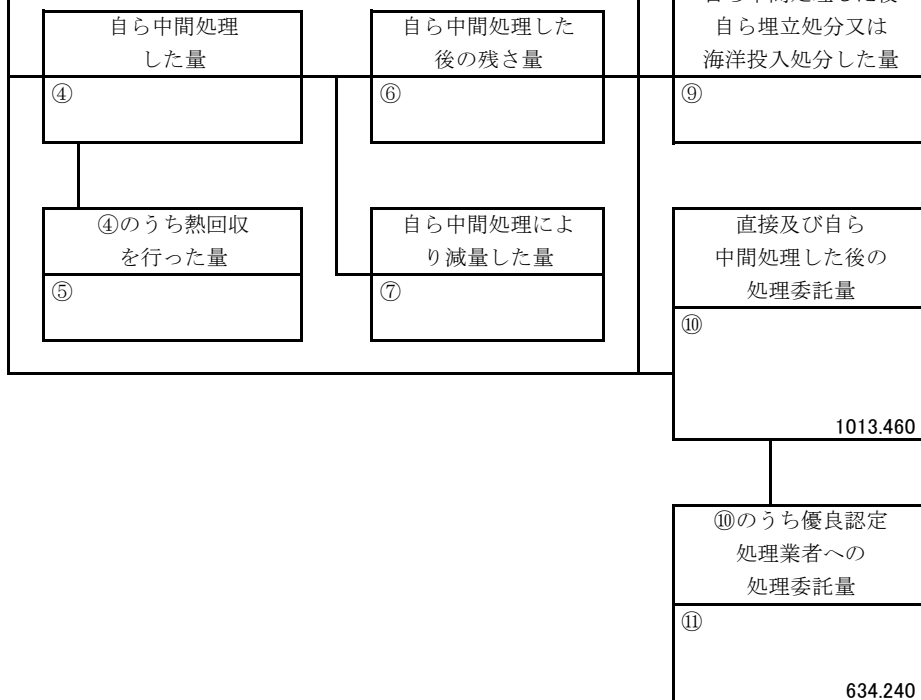 自ら中間処理
した量
④
自ら中間処理した
後の残さ量
⑥
自ら埋立処分又は
海洋投入処分した量
⑨
④のうち熱回収
を行った量
⑤
自ら中間処理によ
り減量した量
⑦
直接及び自ら
中間処理した後の
処理委託量
⑩
1013.460
⑩のうち優良認定
処理業者への
処理委託量
⑪
634.240